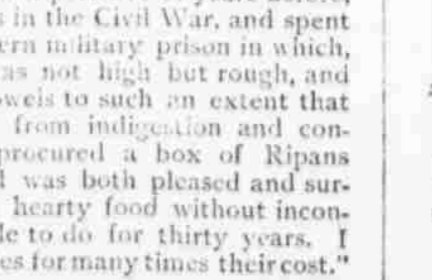 s in the Civil War, and spent
ern military prison in which,
as not high but rough, and
owels to such an extent that
from indigestion and con-
procured a box of Ripans
l was both pleased and sur-
hearty food without incon-
le to do for thirty years. I
es for many times their cost."